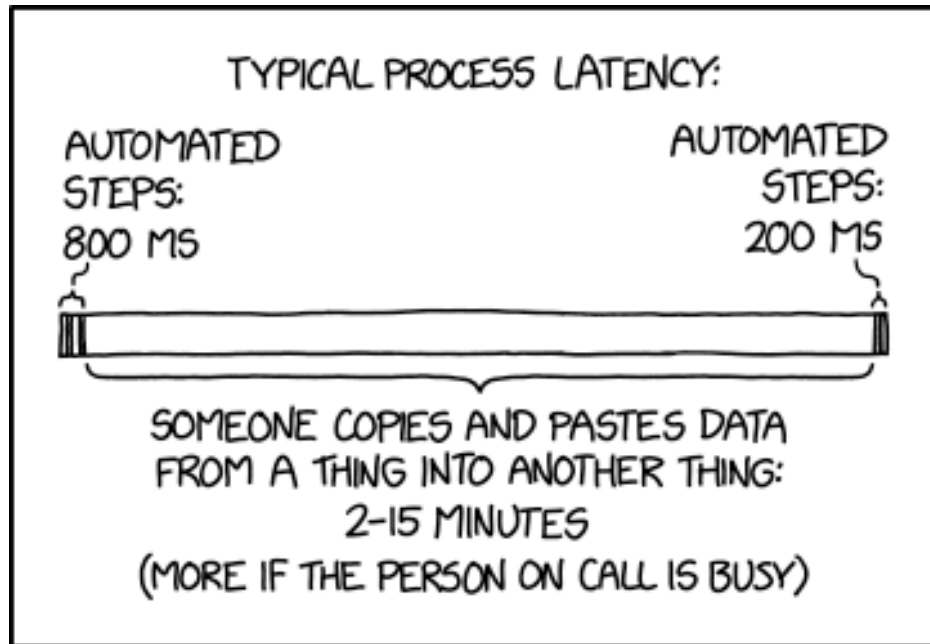 TYPICAL PROCESS LATENCY:
AUTOMATED
STEPS:
800 MS
AUTOMATED
STEPS:
200 MS
SOMEONE COPIES AND PASTES DATA
FROM A THING INTO ANOTHER THING:
2-15 MINUTES
(MORE IF THE PERSON ON CALL IS BUSY)